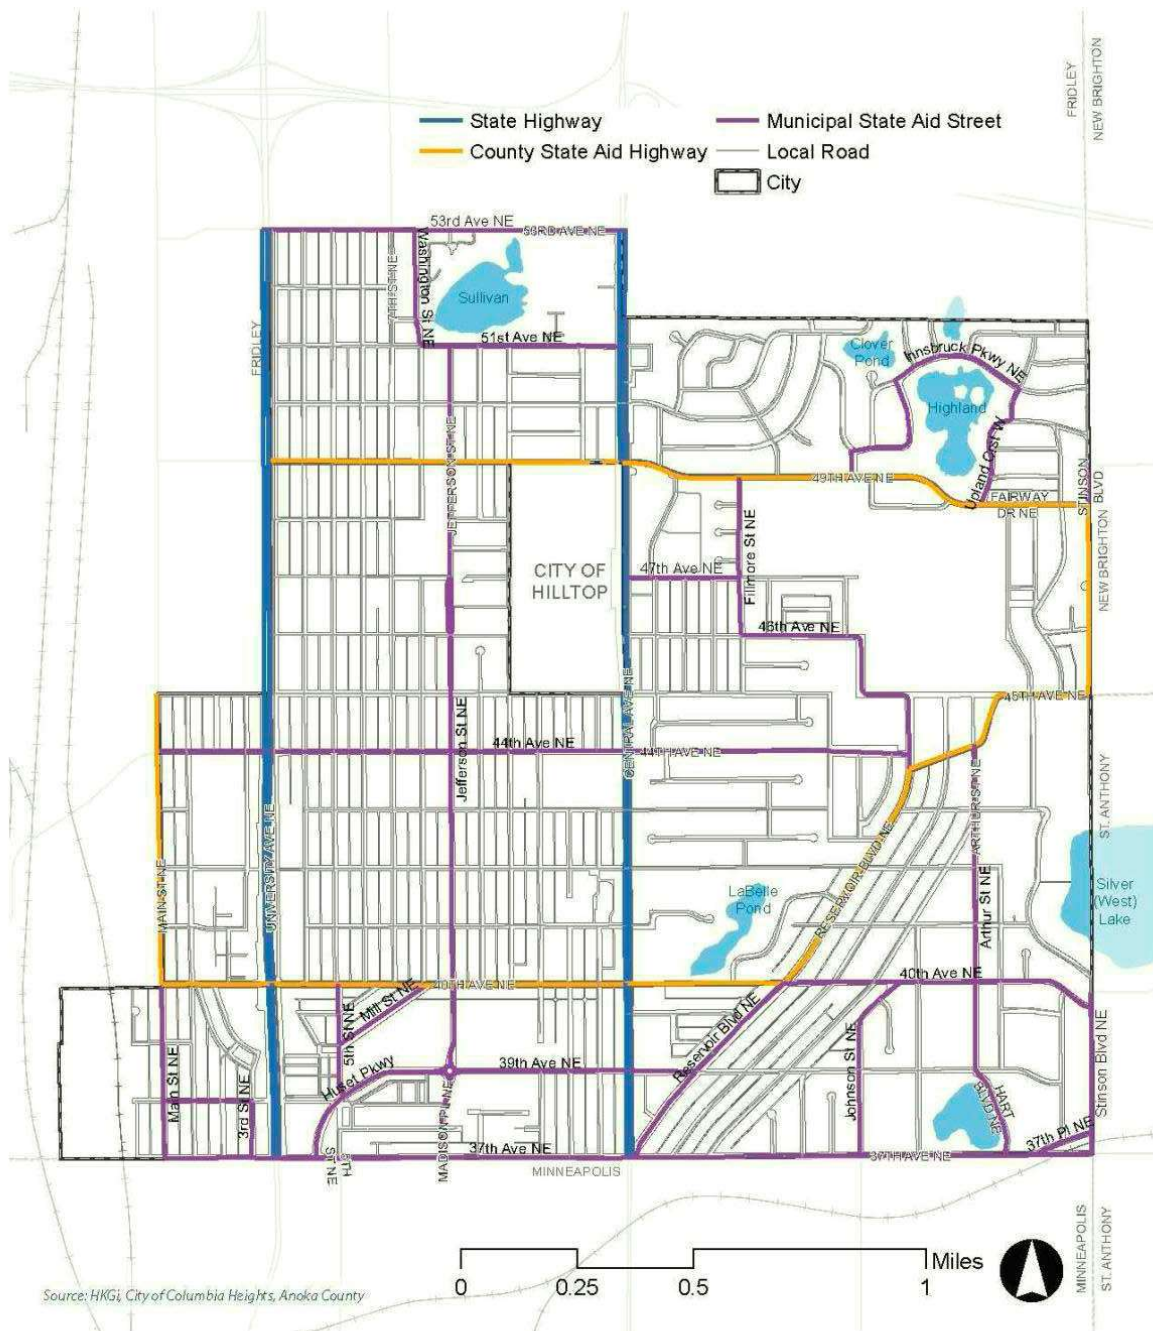 FRIDLEY
NEW BRIGHTON
State Highway
County State Aid Highway
Municipal State Aid Street
Local Road
City
53rd Ave NE
53RD AVE NE
7TH ST NE
Washington St NE
Sullivan
51st Ave NE
FRIDLEY
Clover
Pond
Innsbruck Pkwy NE
Highland
Upland Crst W
JEFFERSON ST NE
49TH AVE NE
FAIRWAY
DR NE
STINSON
BLVD
NEW BRIGHTON
CITY OF
HILLTOP
47th Ave NE
Fillmore St NE
46th Ave NE
45TH AVE NE
Jefferson St NE
CENTRAL AVE NE
44th Ave NE
44TH AVE NE
ST. ANTHONY
MAIN ST NE
UNIVERSITY AVE NE
RESERVOIR BLVD NE
ARTHUR ST NE
Arthur St NE
LaBelle
Pond
Silver
(West)
Lake
40TH AVE NE
40th Ave NE
Mill St NE
5th St NE
Huset Pkwy
39th Ave NE
Reservoir Blvd NE
Johnson St NE
Stinson Blvd NE
HART
BLVD NE
Main St NE
3rd St NE
MADISON PL NE
5TH
ST NE
37th Ave NE
37TH AVE NE
37th Pl NE
MINNEAPOLIS
MINNEAPOLIS
ST. ANTHONY
Miles
0
0.25
0.5
1
Source: HKGi, City of Columbia Heights, Anoka County